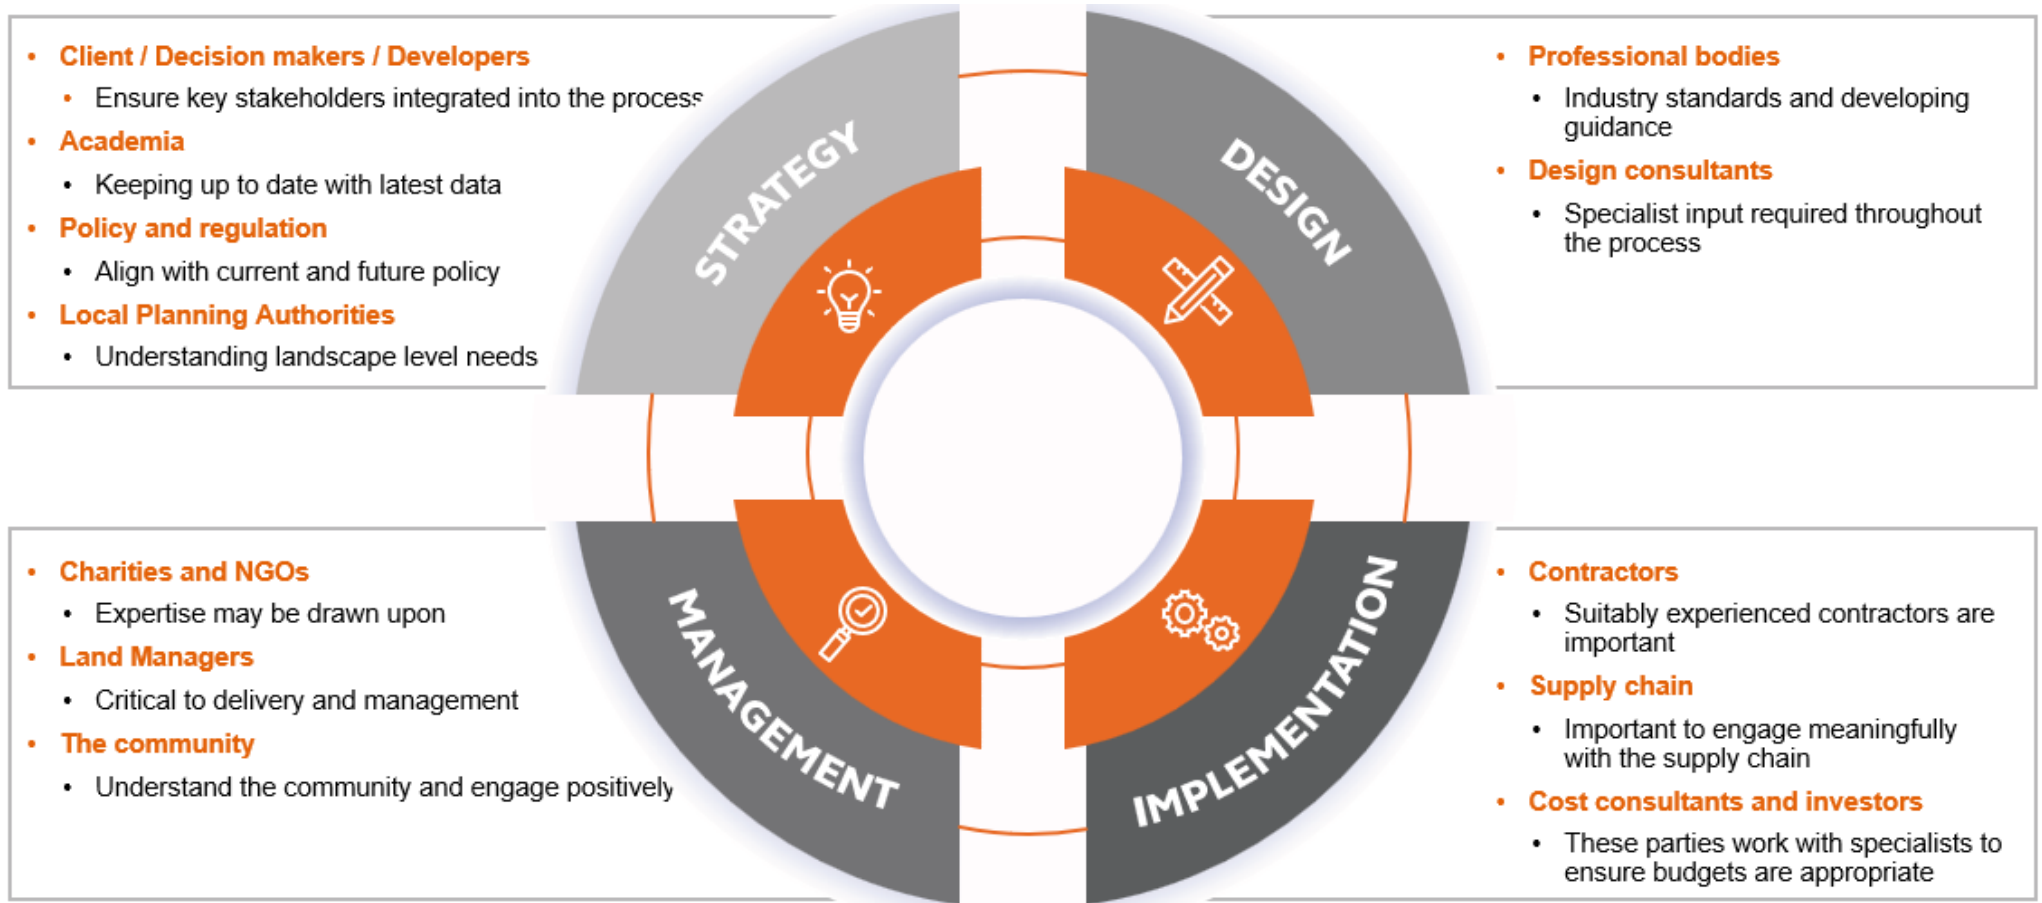 • Client / Decision makers / Developers
• Ensure key stakeholders integrated into the process
• Academia
• Keeping up to date with latest data
• Policy and regulation
• Align with current and future policy
• Local Planning Authorities
• Understanding landscape level needs
STRATEGY
DESIGN
• Professional bodies
• Industry standards and developing
guidance
• Design consultants
• Specialist input required throughout
the process
• Charities and NGOs
• Expertise may be drawn upon
• Land Managers
• Critical to delivery and management
• The community
• Understand the community and engage positively
MANAGEMENT
IMPLEMENTATION
• Contractors
• Suitably experienced contractors are
important
• Supply chain
• Important to engage meaningfully
with the supply chain
• Cost consultants and investors
• These parties work with specialists to
ensure budgets are appropriate